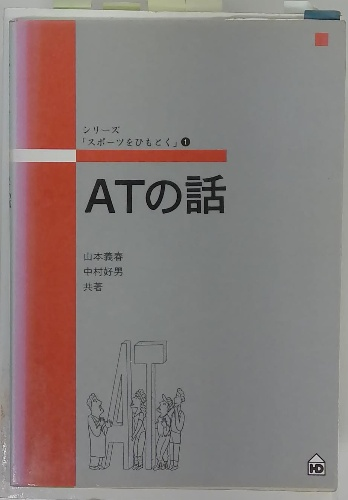 シリーズ
「スポーツをひもとく」❶
ATの話
山本義春
中村好男
共著
AT
HD